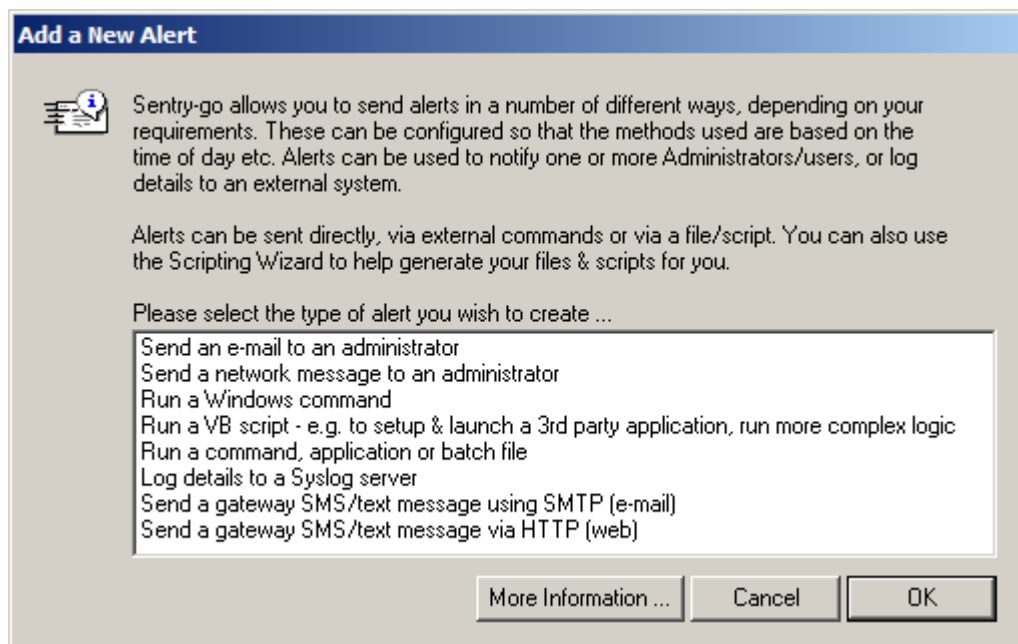 Add a New Alert
Sentry-go allows you to send alerts in a number of different ways, depending on your
requirements. These can be configured so that the methods used are based on the
time of day etc. Alerts can be used to notify one or more Administrators/users, or log
details to an external system.
Alerts can be sent directly, via external commands or via a file/script. You can also use
the Scripting Wizard to help generate your files & scripts for you.
Please select the type of alert you wish to create ...
Send an e-mail to an administrator
Send a network message to an administrator
Run a Windows command
Run a VB script - e.g. to setup & launch a 3rd party application, run more complex logic
Run a command, application or batch file
Log details to a Syslog server
Send a gateway SMS/text message using SMTP (e-mail)
Send a gateway SMS/text message via HTTP (web)
More Information ... Cancel OK